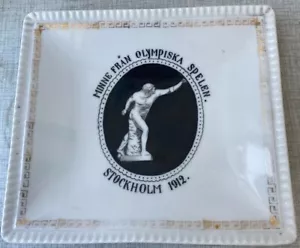 MINNE FRÅN OLYMPISKA SPELEN.
STOCKHOLM 1912.